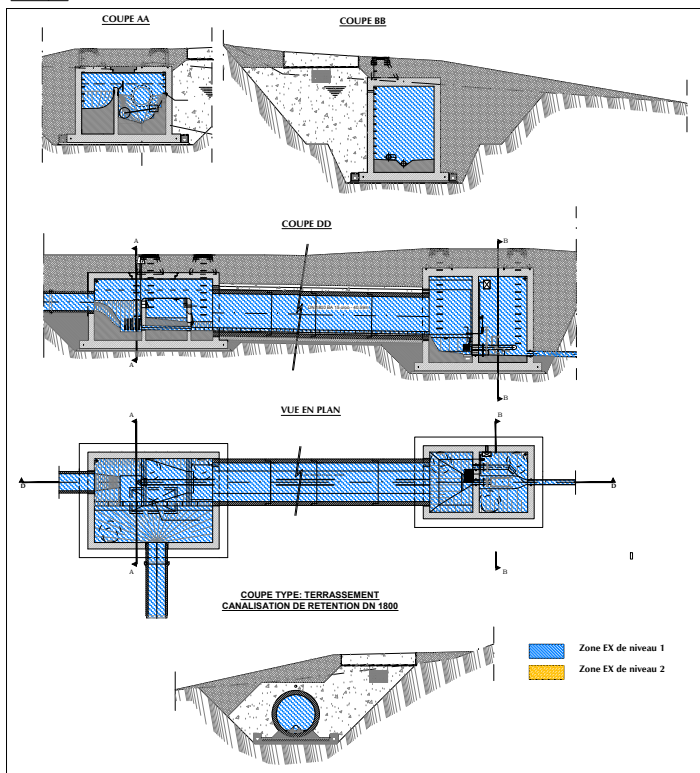 COUPE AA
COUPE BB
COUPE DD
A
B
A
B
VUE EN PLAN
A
B
D
D
A
B
COUPE TYPE: TERRASSEMENT
CANALISATION DE RETENTION DN 1800
Zone EX de niveau 1
Zone EX de niveau 2